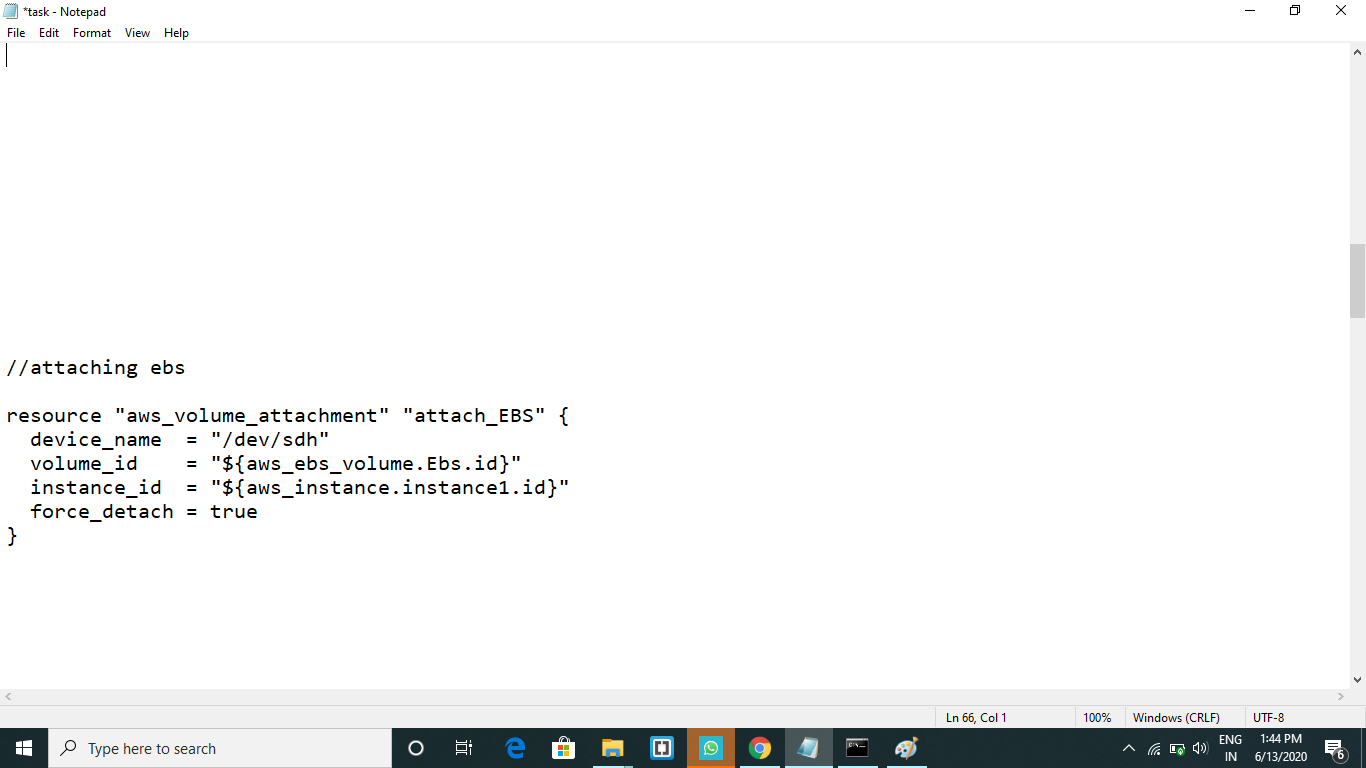 *task - Notepad
File Edit Format View Help
//attaching ebs
resource "aws_volume_attachment" "attach_EBS" {
  device_name  = "/dev/sdh"
  volume_id    = "${aws_ebs_volume.Ebs.id}"
  instance_id  = "${aws_instance.instance1.id}"
  force_detach = true
}
Ln 66, Col 1 100% Windows (CRLF) UTF-8
Type here to search
ENG
IN
1:44 PM
6/13/2020
6